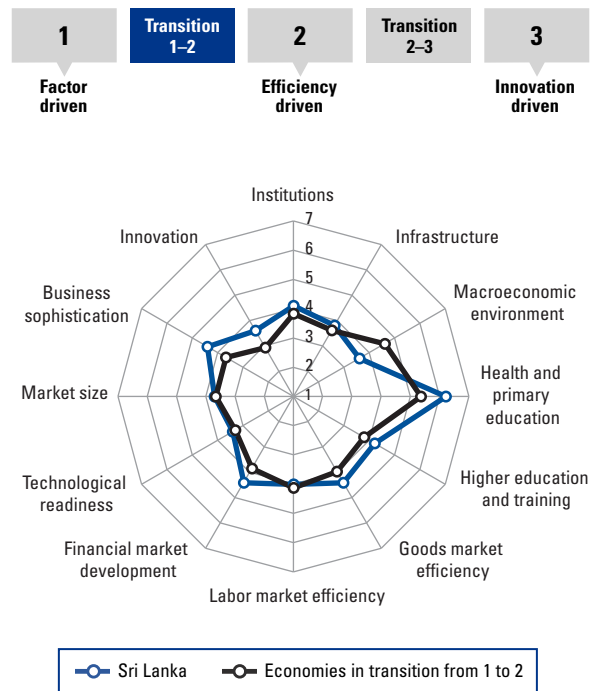 1
Transition
1–2
2
Transition
2–3
3
Factor
driven
Efficiency
driven
Innovation
driven
Institutions
7
6
5
4
3
2
1
Infrastructure
Macroeconomic
environment
Health and
primary
education
Higher education
and training
Goods market
efficiency
Labor market efficiency
Financial market
development
Technological
readiness
Market size
Business
sophistication
Innovation
Sri Lanka
Economies in transition from 1 to 2